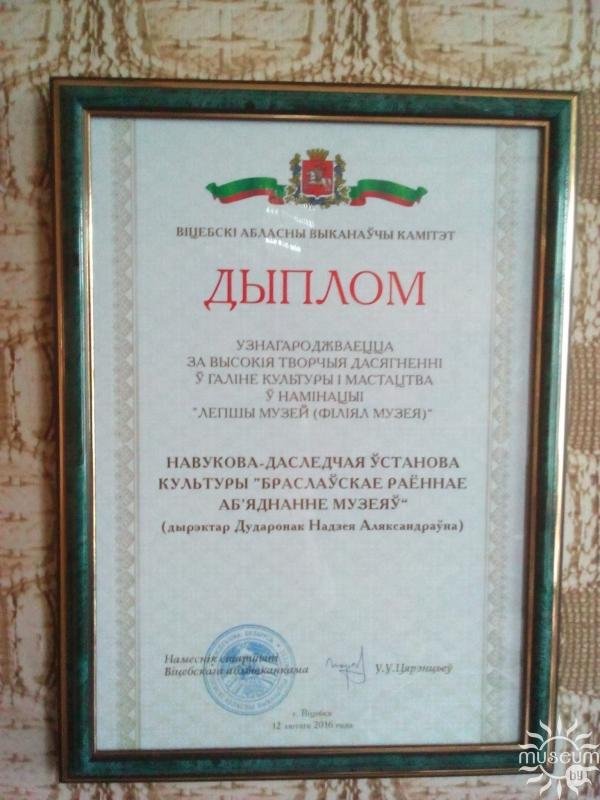 ВІЦЕБСКІ АБЛАСНЫ ВЫКАНАЎЧЫ КАМІТЭТ
ДЫПЛОМ
УЗНАГАРОДЖВАЕЦЦА
ЗА ВЫСОКІЯ ТВОРЧЫЯ ДАСЯГНЕННІ
Ў ГАЛІНЕ КУЛЬТУРЫ І МАСТАЦТВА
Ў НАМІНАЦЫІ
"ЛЕПШЫ МУЗЕЙ (ФІЛІЯЛ МУЗЕЯ)"
НАВУКОВА-ДАСЛЕДЧАЯ ЎСТАНОВА
КУЛЬТУРЫ "БРАСЛАЎСКАЕ РАЁННАЕ
АБ'ЯДНАННЕ МУЗЕЯЎ"
(дырэктар Дударонак Надзея Аляксандраўна)
Намеснік старшыні
Віцебскага аблвыканкама
У.У.Цярэнцьеў
г. Віцебск
12 лютага 2016 года
museum
by